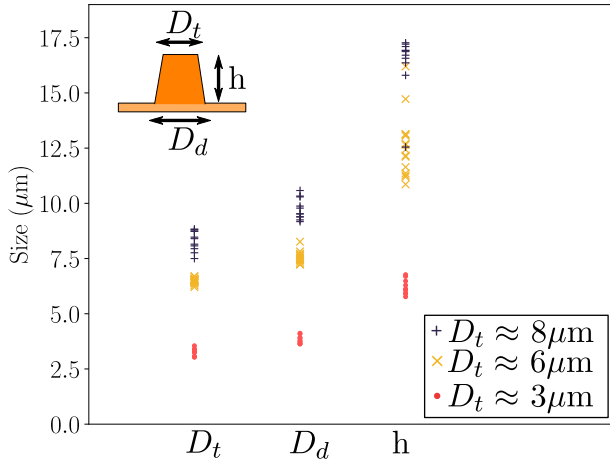 17.5
15.0
12.5
10.0
7.5
5.0
2.5
0.0
Size (μm)
D_t
h
D_d
D_t ≈ 8μm
D_t ≈ 6μm
D_t ≈ 3μm
D_t D_d h